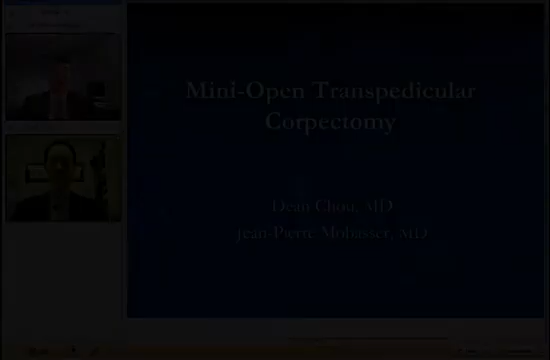 Mini-Open Transpedicular
Corpectomy
Dean Chou, MD
Jean-Pierre Mobasser, MD